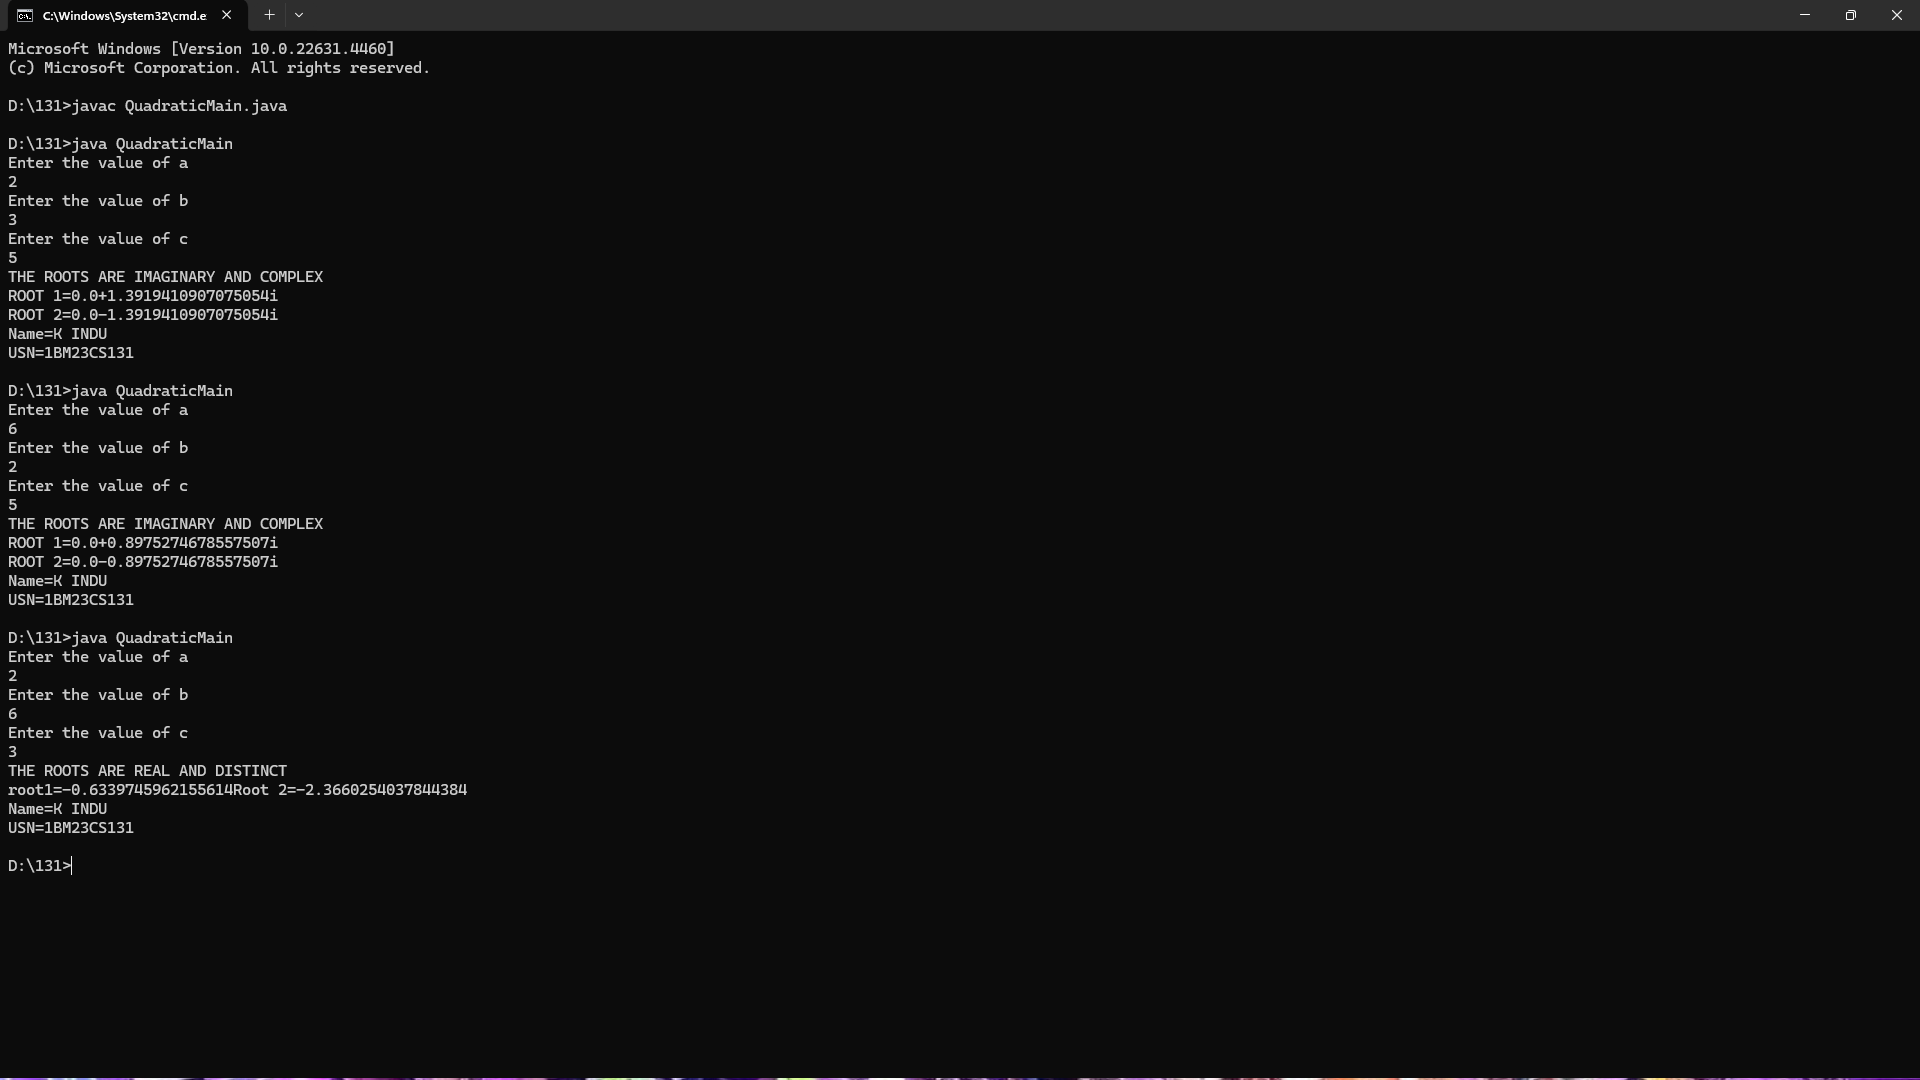 C:\Windows\System32\cmd.e
Microsoft Windows [Version 10.0.22631.4460]
(c) Microsoft Corporation. All rights reserved.
D:\131>javac QuadraticMain.java
D:\131>java QuadraticMain
Enter the value of a
2
Enter the value of b
3
Enter the value of c
5
THE ROOTS ARE IMAGINARY AND COMPLEX
ROOT 1=0.0+1.3919410907075054i
ROOT 2=0.0-1.3919410907075054i
Name=K INDU
USN=1BM23CS131
D:\131>java QuadraticMain
Enter the value of a
6
Enter the value of b
2
Enter the value of c
5
THE ROOTS ARE IMAGINARY AND COMPLEX
ROOT 1=0.0+0.8975274678557507i
ROOT 2=0.0-0.8975274678557507i
Name=K INDU
USN=1BM23CS131
D:\131>java QuadraticMain
Enter the value of a
2
Enter the value of b
6
Enter the value of c
3
THE ROOTS ARE REAL AND DISTINCT
root1=-0.6339745962155614Root 2=-2.3660254037844384
Name=K INDU
USN=1BM23CS131
D:\131>